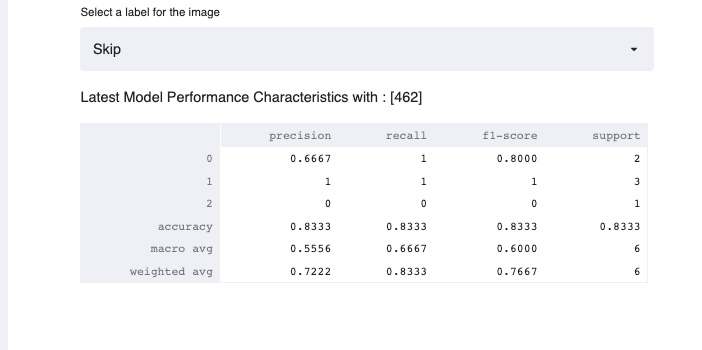 Select a label for the image
Skip
Latest Model Performance Characteristics with : [462]
precision recall f1-score support
0 0.6667 1 0.8000 2
1 1 1 1 3
2 0 0 0 1
accuracy 0.8333 0.8333 0.8333 0.8333
macro avg 0.5556 0.6667 0.6000 6
weighted avg 0.7222 0.8333 0.7667 6